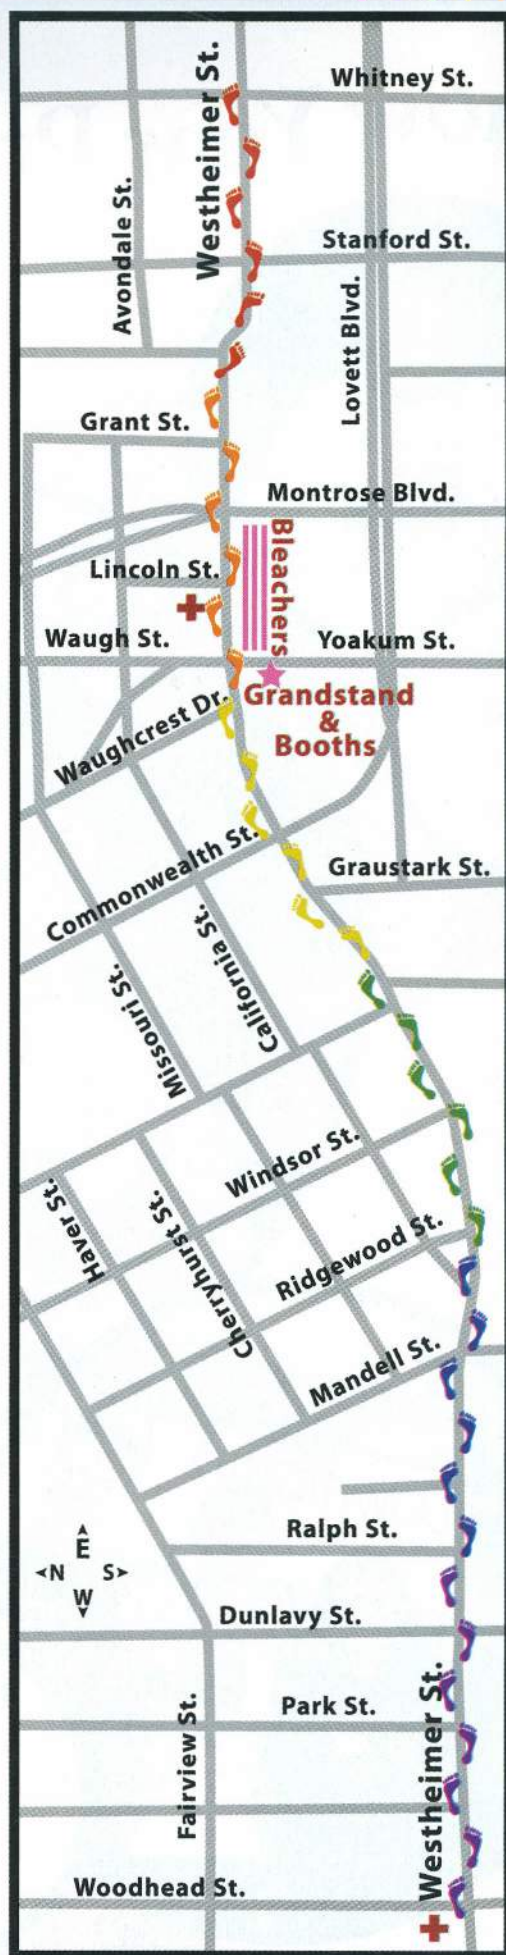 Whitney St.
Westheimer St.
Avondale St.
Stanford St.
Lovett Blvd.
Grant St.
Montrose Blvd.
Bleachers
Lincoln St.
Waugh St.
Yoakum St.
Grandstand
&
Booths
Waughcrest Dr.
Commonwealth St.
Graustark St.
California St.
Missouri St.
Windsor St.
Haver St.
Cherryhurst St.
Ridgewood St.
Mandell St.
Ralph St.
E
N S
W
Dunlavy St.
Park St.
Fairview St.
Westheimer St.
Woodhead St.